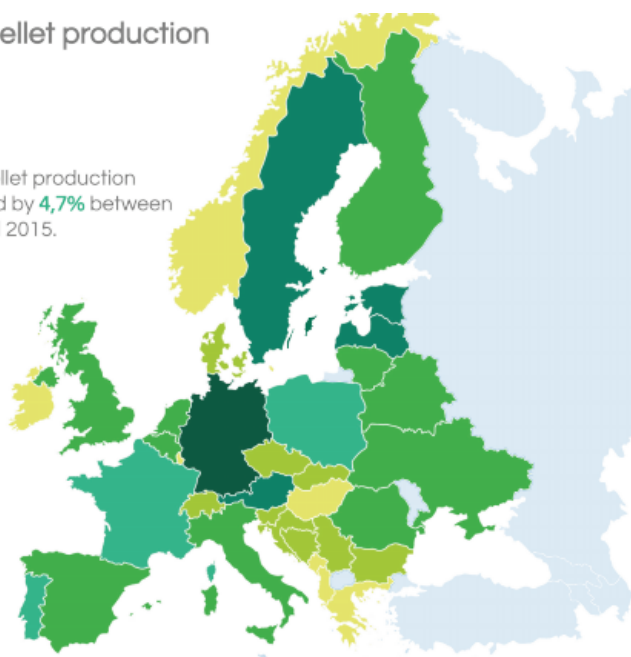 ellet production
llet production
d by 4,7% between
2015.